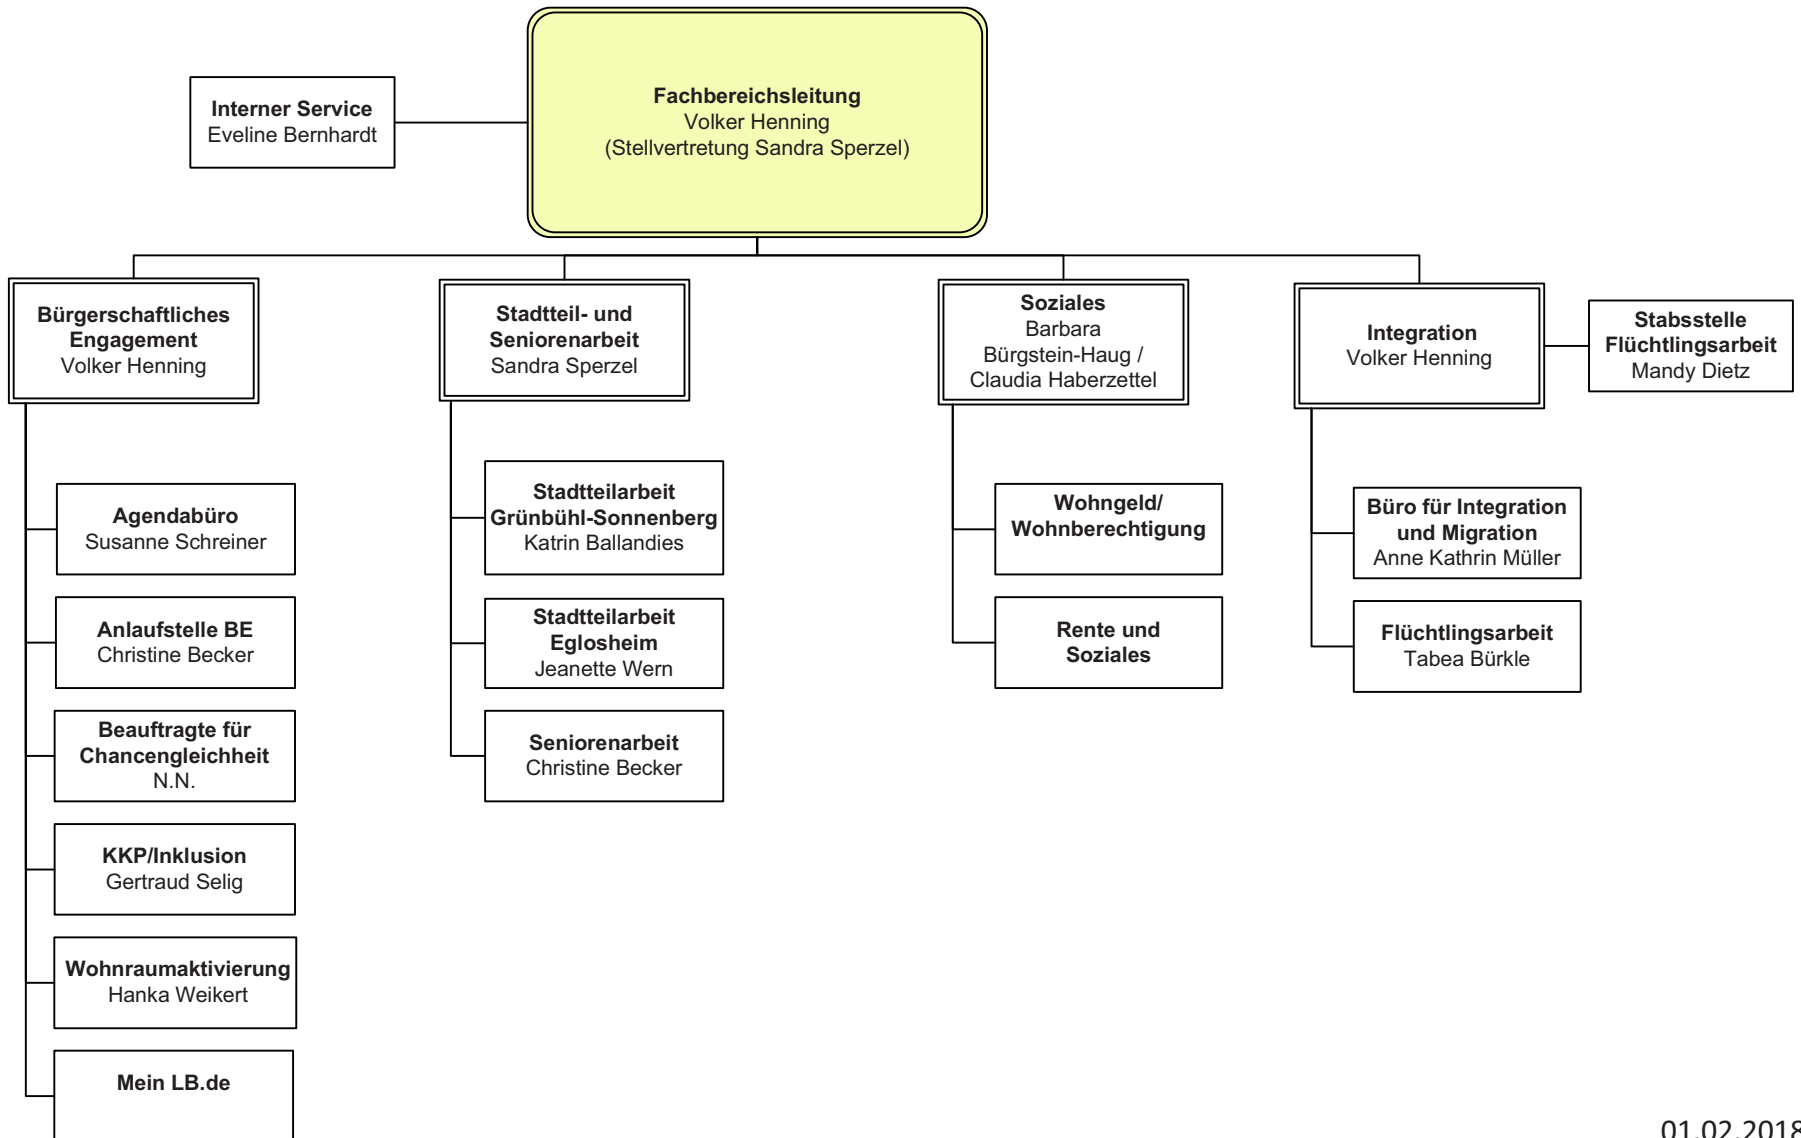 Fachbereichsleitung
Volker Henning
(Stellvertretung Sandra Sperzel)
Interner Service
Eveline Bernhardt
Bürgerschaftliches
Engagement
Volker Henning
Stadtteil- und
Seniorenarbeit
Sandra Sperzel
Soziales
Barbara
Bürgstein-Haug /
Claudia Haberzettel
Integration
Volker Henning
Stabsstelle
Flüchtlingsarbeit
Mandy Dietz
Agendabüro
Susanne Schreiner
Anlaufstelle BE
Christine Becker
Beauftragte für
Chancengleichheit
N.N.
KKP/Inklusion
Gertraud Selig
Wohnraumaktivierung
Hanka Weikert
Mein LB.de
Stadtteilarbeit
Grünbühl-Sonnenberg
Katrin Ballandies
Stadtteilarbeit
Eglosheim
Jeanette Wern
Seniorenarbeit
Christine Becker
Wohngeld/
Wohnberechtigung
Rente und
Soziales
Büro für Integration
und Migration
Anne Kathrin Müller
Flüchtlingsarbeit
Tabea Bürkle
01.02.2018